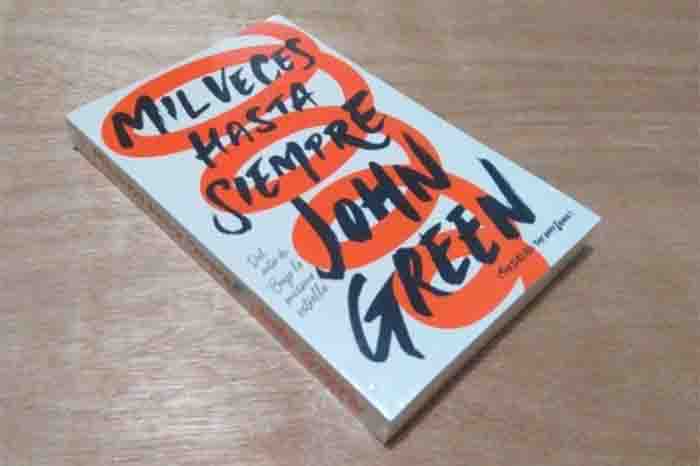 MIL VECES
HASTA
SIEMPRE
JOHN
GREEN
Del
autor de
Bajo la
misma
estrella